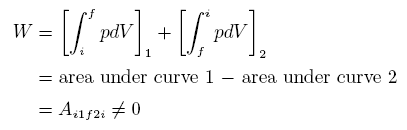 W = [∫_i^f pdV]_1 + [∫_f^i pdV]_2
= area under curve 1 − area under curve 2
= A_{i1f2i} ≠ 0